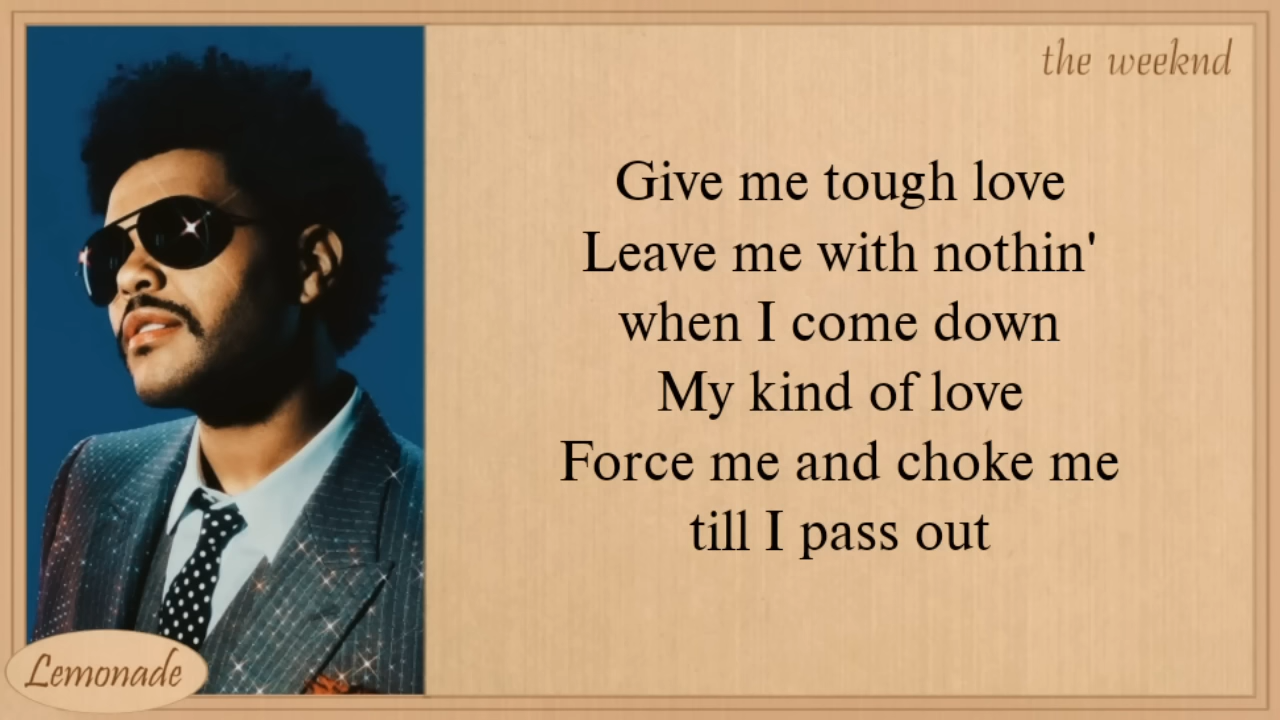 the weeknd
Give me tough love
Leave me with nothin'
when I come down
My kind of love
Force me and choke me
till I pass out
Lemonade